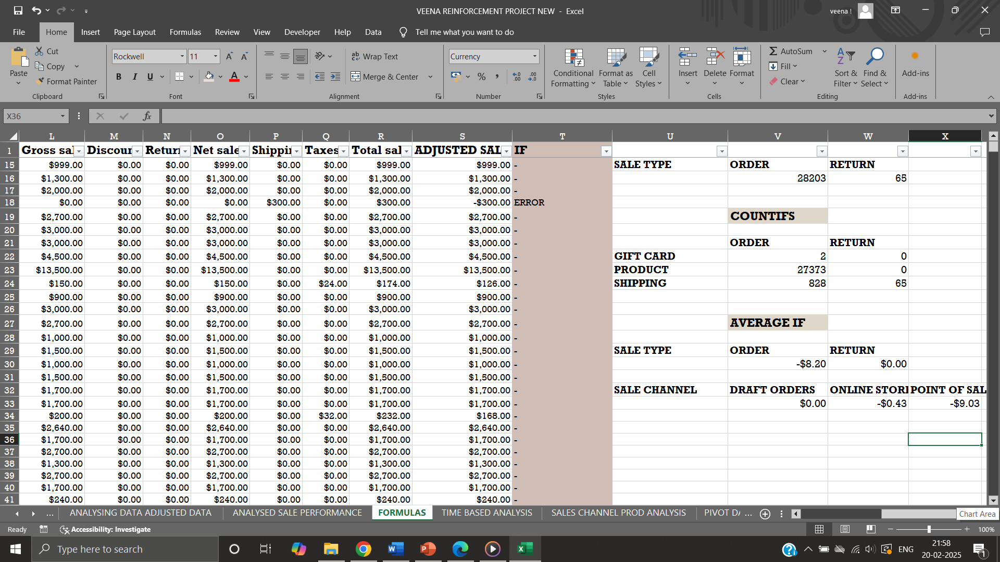 VEENA REINFORCEMENT PROJECT NEW - Excel
veena !
File Home Insert Page Layout Formulas Review View Developer Help Data Tell me what you want to do
Paste Cut Copy Format Painter Clipboard
Rockwell 11 B I U Font
ab Wrap Text Merge & Center Alignment
Currency % , Number
Conditional Formatting Format as Table Cell Styles Styles
Insert Delete Format Cells
AutoSum Fill Clear Sort & Filter Find & Select Editing
Add-ins Add-ins
X36 fx
L M N O P Q R S T U V W X
1 Gross sal Discour Returr Net sale Shippir Taxes Total sal ADJUSTED SAL IF
15 $999.00 $0.00 $0.00 $999.00 $0.00 $0.00 $999.00 $999.00 - SALE TYPE ORDER RETURN
16 $1,300.00 $0.00 $0.00 $1,300.00 $0.00 $0.00 $1,300.00 $1,300.00 - 28203 65
17 $2,000.00 $0.00 $0.00 $2,000.00 $0.00 $0.00 $2,000.00 $2,000.00 -
18 $0.00 $0.00 $0.00 $0.00 $300.00 $0.00 $300.00 -$300.00 ERROR
19 $2,700.00 $0.00 $0.00 $2,700.00 $0.00 $0.00 $2,700.00 $2,700.00 - COUNTIFS
20 $3,000.00 $0.00 $0.00 $3,000.00 $0.00 $0.00 $3,000.00 $3,000.00 -
21 $3,000.00 $0.00 $0.00 $3,000.00 $0.00 $0.00 $3,000.00 $3,000.00 - ORDER RETURN
22 $4,500.00 $0.00 $0.00 $4,500.00 $0.00 $0.00 $4,500.00 $4,500.00 - GIFT CARD 2 0
23 $13,500.00 $0.00 $0.00 $13,500.00 $0.00 $0.00 $13,500.00 $13,500.00 - PRODUCT 27373 0
24 $150.00 $0.00 $0.00 $150.00 $0.00 $24.00 $174.00 $126.00 - SHIPPING 828 65
25 $900.00 $0.00 $0.00 $900.00 $0.00 $0.00 $900.00 $900.00 -
26 $3,000.00 $0.00 $0.00 $3,000.00 $0.00 $0.00 $3,000.00 $3,000.00 -
27 $2,700.00 $0.00 $0.00 $2,700.00 $0.00 $0.00 $2,700.00 $2,700.00 - AVERAGE IF
28 $1,000.00 $0.00 $0.00 $1,000.00 $0.00 $0.00 $1,000.00 $1,000.00 -
29 $1,500.00 $0.00 $0.00 $1,500.00 $0.00 $0.00 $1,500.00 $1,500.00 - SALE TYPE ORDER RETURN
30 $1,000.00 $0.00 $0.00 $1,000.00 $0.00 $0.00 $1,000.00 $1,000.00 - -$8.20 $0.00
31 $1,500.00 $0.00 $0.00 $1,500.00 $0.00 $0.00 $1,500.00 $1,500.00 -
32 $1,700.00 $0.00 $0.00 $1,700.00 $0.00 $0.00 $1,700.00 $1,700.00 - SALE CHANNEL DRAFT ORDERS ONLINE STORI POINT OF SAL
33 $1,700.00 $0.00 $0.00 $1,700.00 $0.00 $0.00 $1,700.00 $1,700.00 - $0.00 -$0.43 -$9.03
34 $200.00 $0.00 $0.00 $200.00 $0.00 $32.00 $232.00 $168.00 -
35 $2,640.00 $0.00 $0.00 $2,640.00 $0.00 $0.00 $2,640.00 $2,640.00 -
36 $1,700.00 $0.00 $0.00 $1,700.00 $0.00 $0.00 $1,700.00 $1,700.00 -
37 $2,700.00 $0.00 $0.00 $2,700.00 $0.00 $0.00 $2,700.00 $2,700.00 -
38 $1,300.00 $0.00 $0.00 $1,300.00 $0.00 $0.00 $1,300.00 $1,300.00 -
39 $2,700.00 $0.00 $0.00 $2,700.00 $0.00 $0.00 $2,700.00 $2,700.00 -
40 $1,700.00 $0.00 $0.00 $1,700.00 $0.00 $0.00 $1,700.00 $1,700.00 -
41 $240.00 $0.00 $0.00 $240.00 $0.00 $0.00 $240.00 $240.00 -
... ANALYSING DATA ADJUSTED DATA ANALYSED SALE PERFORMANCE FORMULAS TIME BASED ANALYSIS SALES CHANNEL PROD ANALYSIS PIVOT DA ...
Chart Area
Ready Accessibility: Investigate 100%
Type here to search
ENG
21:58
20-02-2025
1